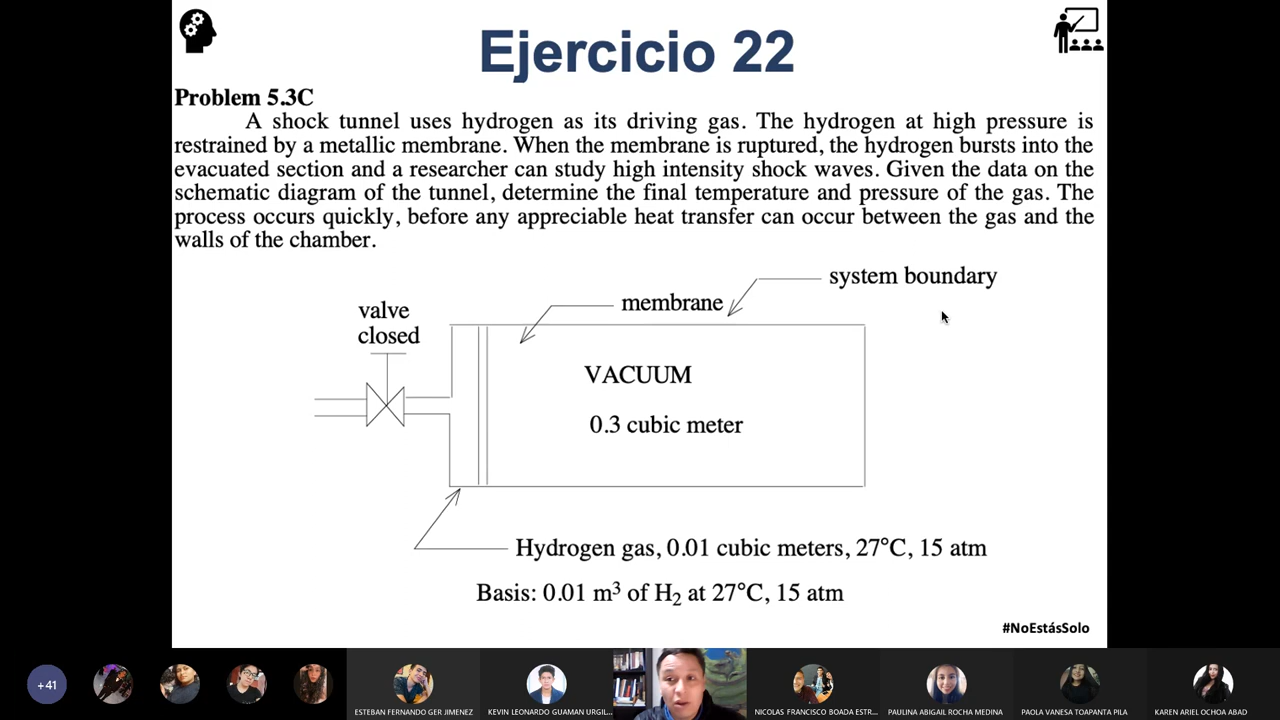 Ejercicio 22
Problem 5.3C
A shock tunnel uses hydrogen as its driving gas. The hydrogen at high pressure is
restrained by a metallic membrane. When the membrane is ruptured, the hydrogen bursts into the
evacuated section and a researcher can study high intensity shock waves. Given the data on the
schematic diagram of the tunnel, determine the final temperature and pressure of the gas. The
process occurs quickly, before any appreciable heat transfer can occur between the gas and the
walls of the chamber.
system boundary
membrane
valve
closed
VACUUM
0.3 cubic meter
Hydrogen gas, 0.01 cubic meters, 27°C, 15 atm
Basis: 0.01 m³ of H₂ at 27°C, 15 atm
#NoEstásSolo
+41
ESTEBAN FERNANDO GER JIMENEZ
KEVIN LEONARDO GUAMAN URGIL...
NICOLAS FRANCISCO BOADA ESTR...
PAULINA ABIGAIL ROCHA MEDINA
PAOLA VANESA TOAPANTA PILA
KAREN ARIEL OCHOA ABAD